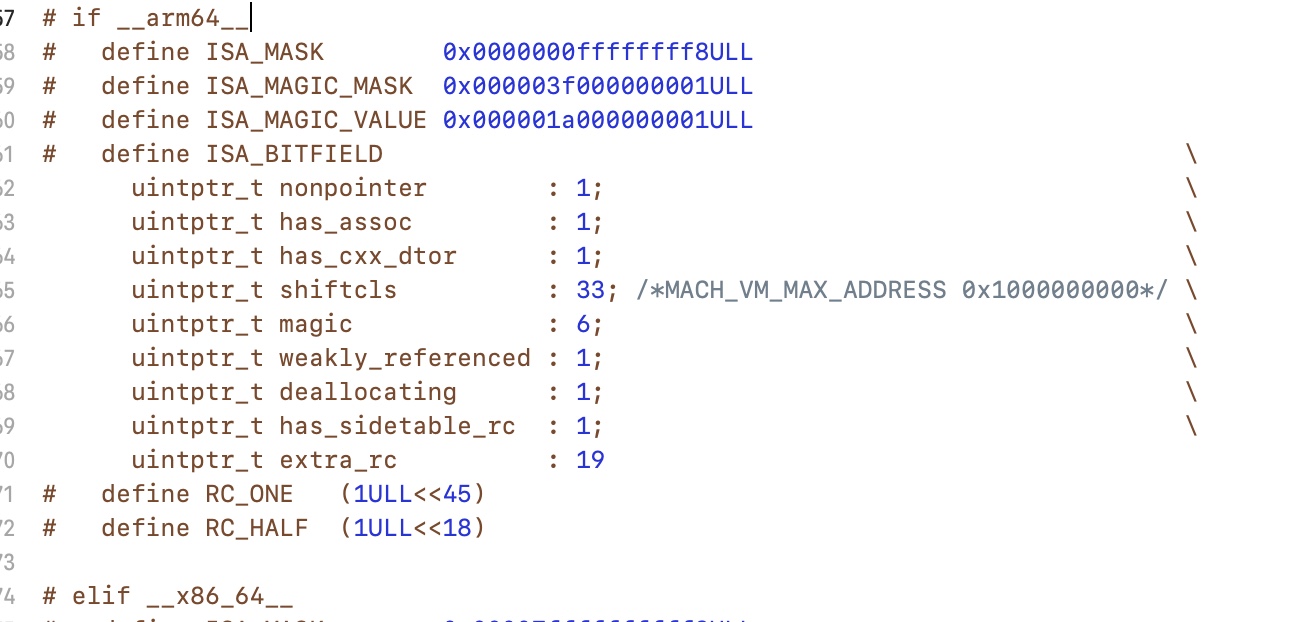 57 # if __arm64__
58 #   define ISA_MASK        0x0000000ffffffff8ULL
59 #   define ISA_MAGIC_MASK  0x000003f000000001ULL
60 #   define ISA_MAGIC_VALUE 0x000001a000000001ULL
61 #   define ISA_BITFIELD                                                      \
62       uintptr_t nonpointer        : 1;                                       \
63       uintptr_t has_assoc         : 1;                                       \
64       uintptr_t has_cxx_dtor      : 1;                                       \
65       uintptr_t shiftcls          : 33; /*MACH_VM_MAX_ADDRESS 0x1000000000*/ \
66       uintptr_t magic             : 6;                                       \
67       uintptr_t weakly_referenced : 1;                                       \
68       uintptr_t deallocating      : 1;                                       \
69       uintptr_t has_sidetable_rc  : 1;                                       \
70       uintptr_t extra_rc          : 19
71 #   define RC_ONE   (1ULL<<45)
72 #   define RC_HALF  (1ULL<<18)
73
74 # elif __x86_64__